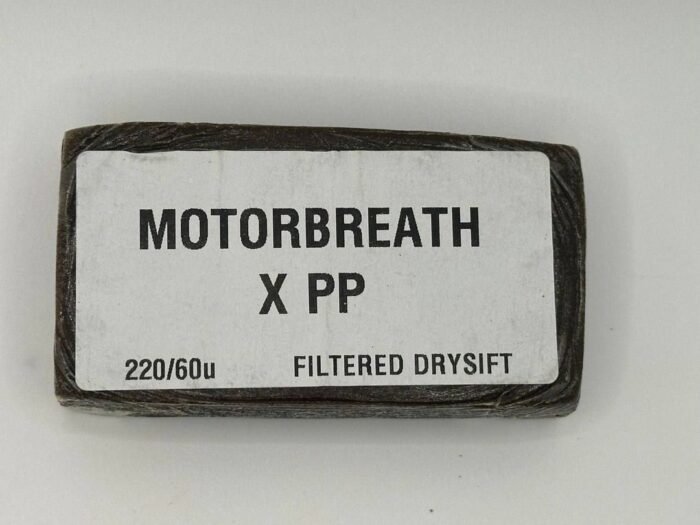 MOTORBREATH
X PP
220/60u FILTERED DRYSIFT